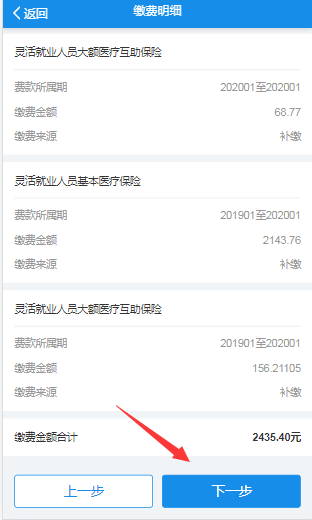 返回
缴费明细
灵活就业人员大额医疗互助保险
费款所属期 202001至202001
缴费金额 68.77
缴费来源 补缴
灵活就业人员基本医疗保险
费款所属期 201901至202001
缴费金额 2143.76
缴费来源 补缴
灵活就业人员大额医疗互助保险
费款所属期 201901至202001
缴费金额 156.21105
缴费来源 补缴
缴费金额合计 2435.40元
上一步
下一步